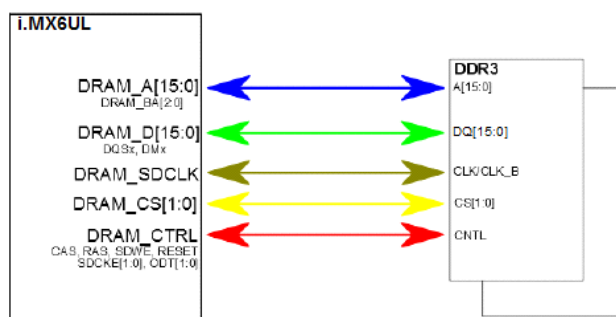 i.MX6UL
DRAM_A[15:0]
DRAM_BA[2:0]
DRAM_D[15:0]
DQSx, DMx
DRAM_SDCLK
DRAM_CS[1:0]
DRAM_CTRL
CAS, RAS, SDWE, RESET
SDCKE[1:0], ODT[1:0]
DDR3
A[15:0]
DQ[15:0]
CLK/CLK_B
CS[1:0]
CNTL